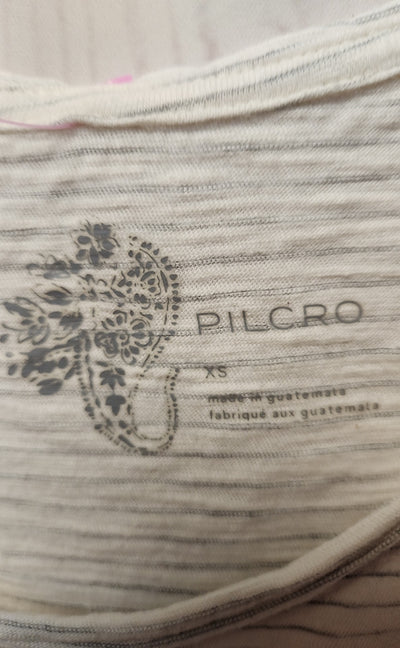 PILCRO
XS
made in guatemala
fabriqué aux guatemala